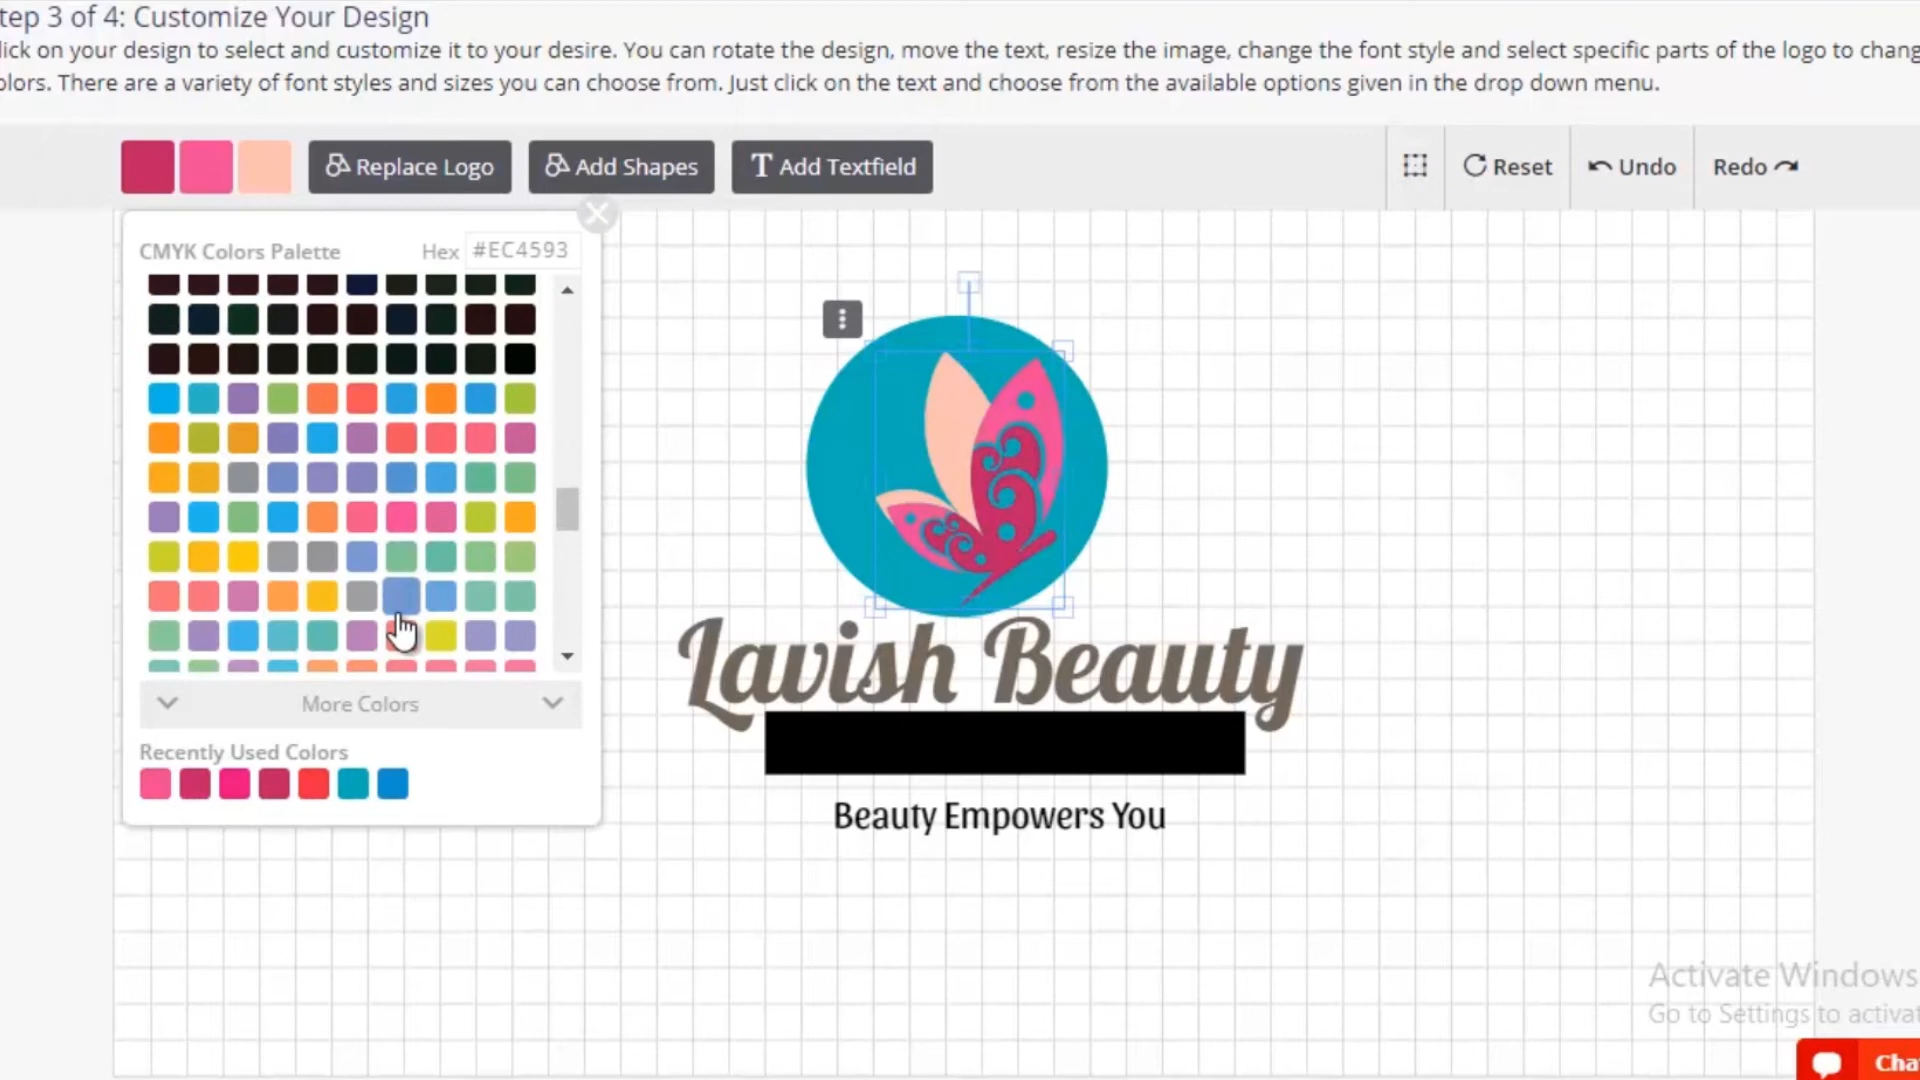 tep 3 of 4: Customize Your Design
lick on your design to select and customize it to your desire. You can rotate the design, move the text, resize the image, change the font style and select specific parts of the logo to chang
olors. There are a variety of font styles and sizes you can choose from. Just click on the text and choose from the available options given in the drop down menu.
Replace Logo
Add Shapes
T Add Textfield
Reset
Undo
Redo
CMYK Colors Palette
Hex #EC4593
More Colors
Recently Used Colors
Lavish Beauty
Beauty Empowers You
Activate Windows
Go to Settings to activat
Cha